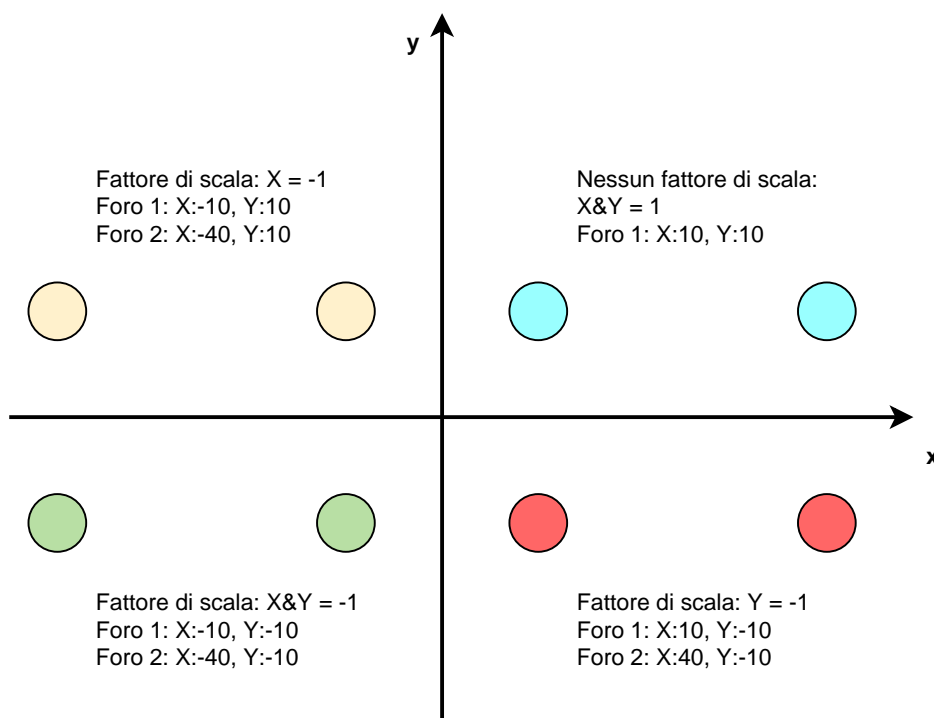 y
Fattore di scala: X = -1
Foro 1: X:-10, Y:10
Foro 2: X:-40, Y:10
Nessun fattore di scala:
X&Y = 1
Foro 1: X:10, Y:10
x
Fattore di scala: X&Y = -1
Foro 1: X:-10, Y:-10
Foro 2: X:-40, Y:-10
Fattore di scala: Y = -1
Foro 1: X:10, Y:-10
Foro 2: X:40, Y:-10